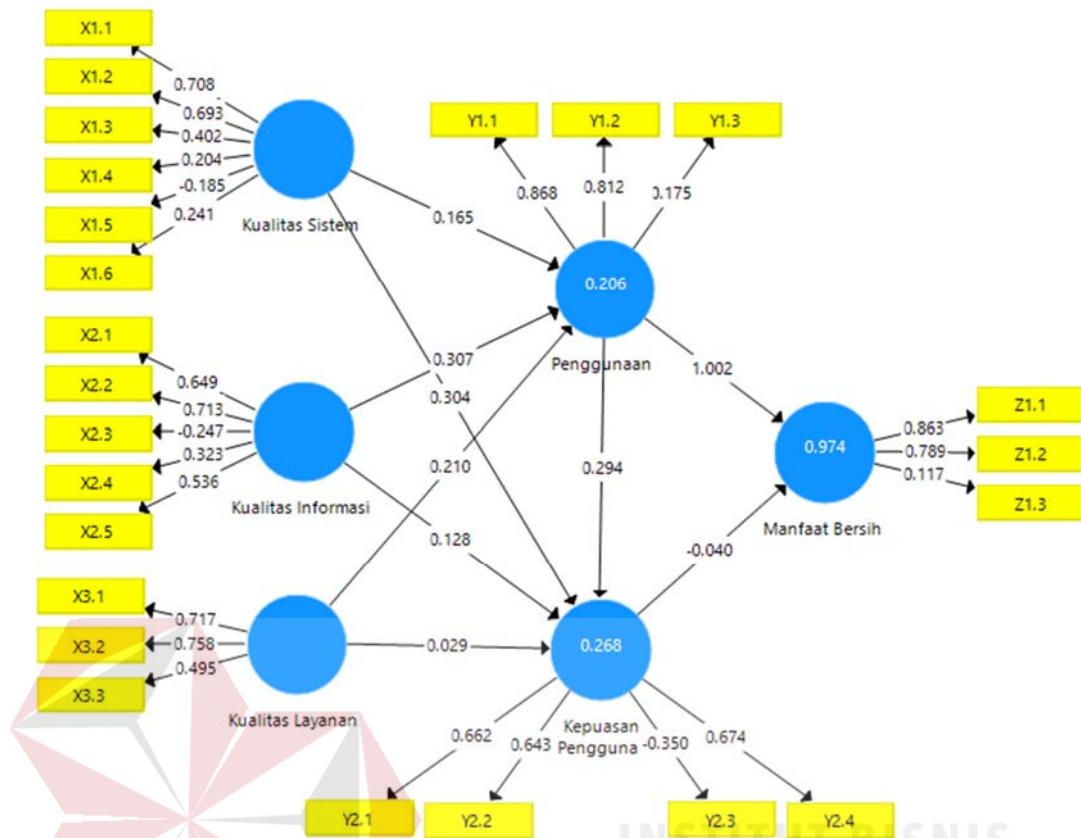 X1.1
X1.2
X1.3
X1.4
X1.5
X1.6
0.708
0.693
0.402
0.204
-0.185
0.241
Kualitas Sistem
X2.1
X2.2
X2.3
X2.4
X2.5
0.649
0.713
-0.247
0.323
0.536
Kualitas Informasi
X3.1
X3.2
X3.3
0.717
0.758
0.495
Kualitas Layanan
0.165
0.307
0.304
0.210
0.128
0.029
Y1.1
Y1.2
Y1.3
0.868
0.812
0.175
0.206
Penggunaan
0.294
1.002
-0.040
0.268
Kepuasan
Pengguna
0.662
0.643
-0.350
0.674
Y2.1
Y2.2
Y2.3
Y2.4
0.974
Manfaat Bersih
0.863
0.789
0.117
Z1.1
Z1.2
Z1.3
INSTITUT BISNIS